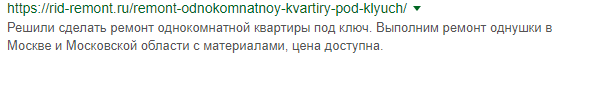 https://rid-remont.ru/remont-odnokomnatnoy-kvartiry-pod-klyuch/
Решили сделать ремонт однокомнатной квартиры под ключ. Выполним ремонт однушки в
Москве и Московской области с материалами, цена доступна.